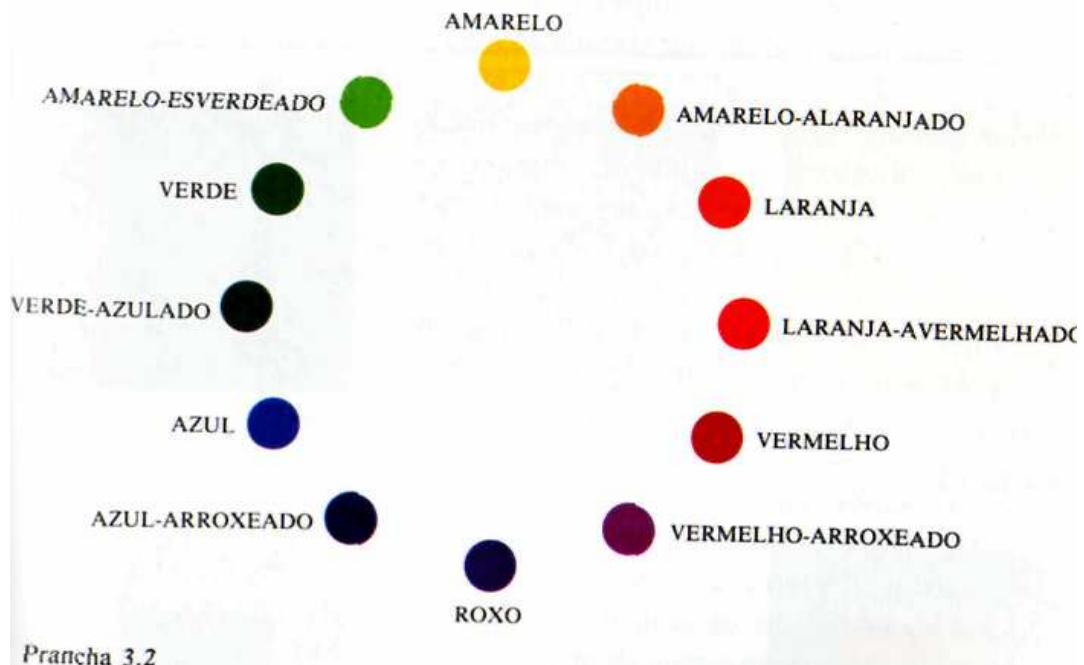 AMARELO
AMARELO-ESVERDEADO
AMARELO-ALARANJADO
VERDE
LARANJA
VERDE-AZULADO
LARANJA-AVERMELHADO
AZUL
VERMELHO
AZUL-ARROXEADO
VERMELHO-ARROXEADO
ROXO
Prancha 3.2